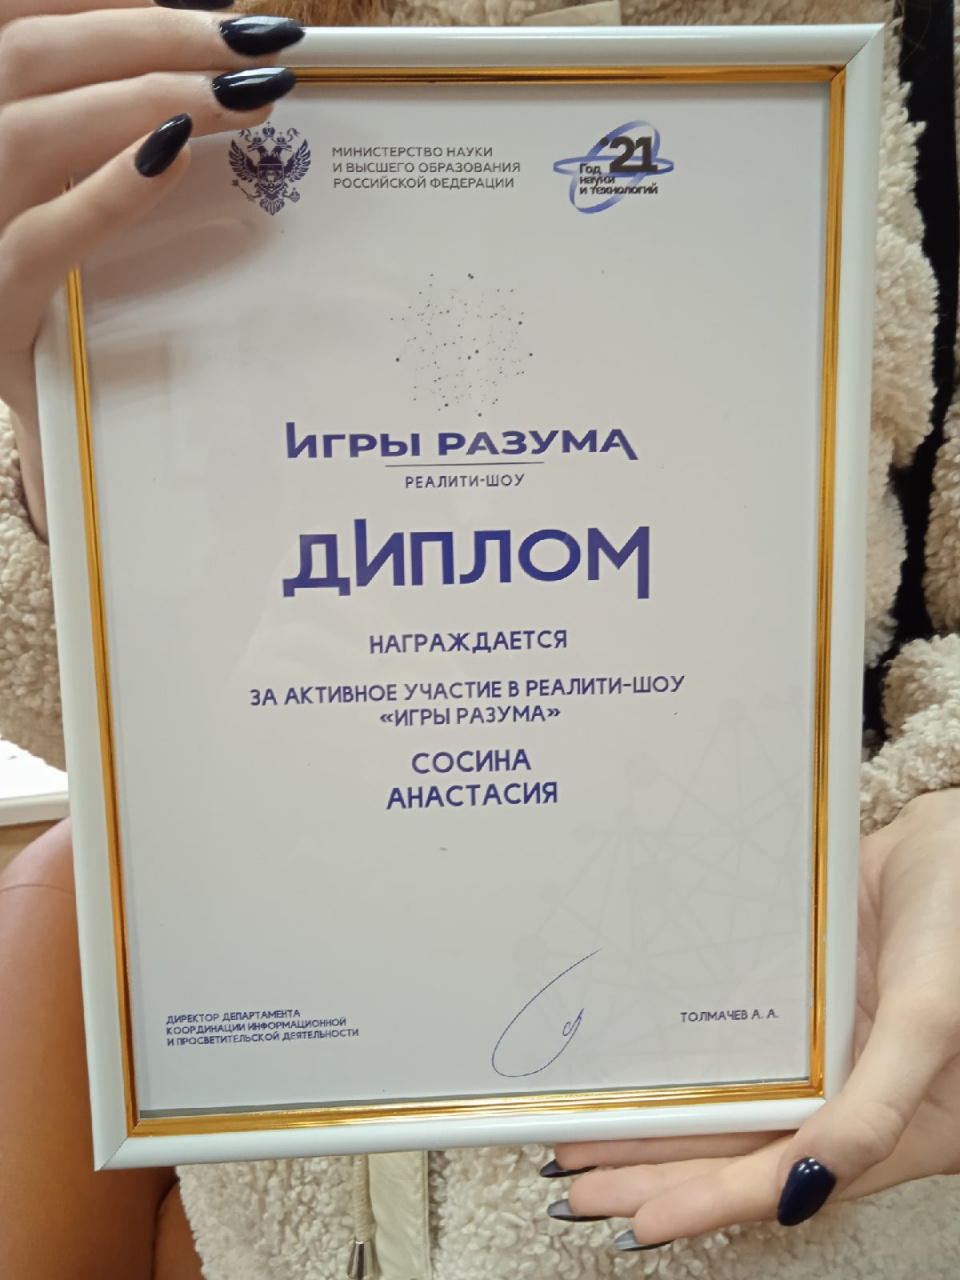 МИНИСТЕРСТВО НАУКИ
И ВЫСШЕГО ОБРАЗОВАНИЯ
РОССИЙСКОЙ ФЕДЕРАЦИИ
'21
Год
науки
и технологий
ИГРЫ РАЗУМА
РЕАЛИТИ-ШОУ
ДИПЛОМ
НАГРАЖДАЕТСЯ
ЗА АКТИВНОЕ УЧАСТИЕ В РЕАЛИТИ-ШОУ
«ИГРЫ РАЗУМА»
СОСИНА
АНАСТАСИЯ
ДИРЕКТОР ДЕПАРТАМЕНТА
КООРДИНАЦИИ ИНФОРМАЦИОННОЙ
И ПРОСВЕТИТЕЛЬСКОЙ ДЕЯТЕЛЬНОСТИ
ТОЛМАЧЕВ А. А.